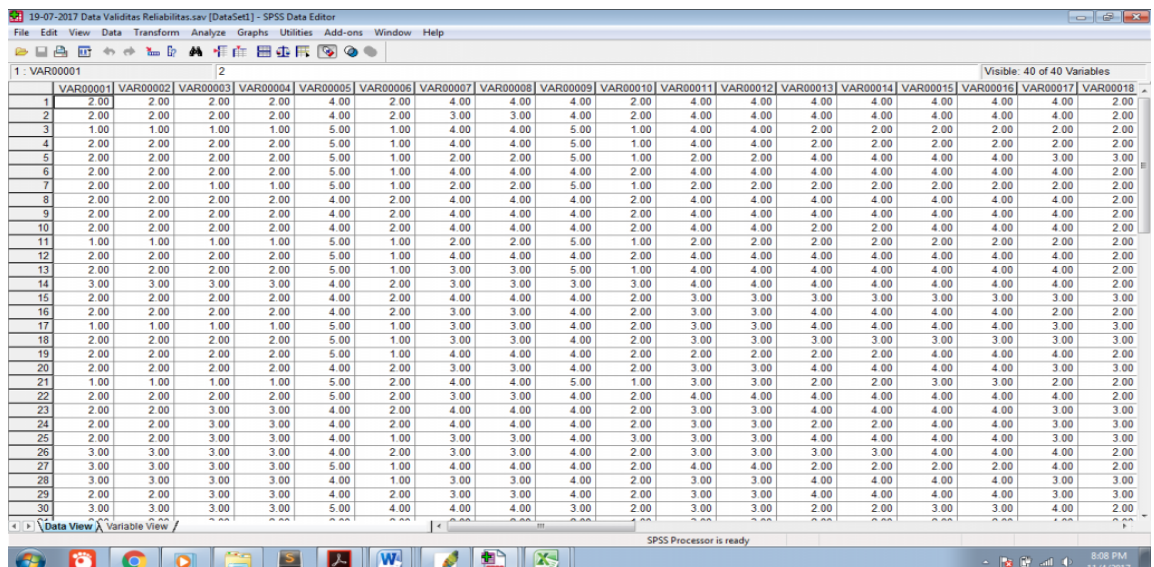 19-07-2017 Data Validitas Reliabilitas.sav [DataSet1] - SPSS Data Editor
File Edit View Data Transform Analyze Graphs Utilities Add-ons Window Help
1 : VAR00001 2 Visible: 40 of 40 Variables
VAR00001 VAR00002 VAR00003 VAR00004 VAR00005 VAR00006 VAR00007 VAR00008 VAR00009 VAR00010 VAR00011 VAR00012 VAR00013 VAR00014 VAR00015 VAR00016 VAR00017 VAR00018
1 2.00 2.00 2.00 2.00 4.00 2.00 4.00 4.00 4.00 2.00 4.00 4.00 4.00 4.00 4.00 4.00 4.00 2.00
2 2.00 2.00 2.00 2.00 4.00 2.00 3.00 3.00 4.00 2.00 4.00 4.00 4.00 4.00 4.00 4.00 4.00 2.00
3 1.00 1.00 1.00 1.00 5.00 1.00 4.00 4.00 5.00 1.00 4.00 4.00 2.00 2.00 2.00 2.00 2.00 2.00
4 2.00 2.00 2.00 2.00 5.00 1.00 4.00 4.00 5.00 1.00 4.00 4.00 2.00 2.00 2.00 2.00 2.00 2.00
5 2.00 2.00 2.00 2.00 5.00 1.00 2.00 2.00 5.00 1.00 2.00 2.00 4.00 4.00 4.00 4.00 3.00 3.00
6 2.00 2.00 2.00 2.00 5.00 1.00 4.00 4.00 4.00 2.00 4.00 4.00 4.00 4.00 4.00 4.00 4.00 2.00
7 2.00 2.00 1.00 1.00 5.00 1.00 2.00 2.00 5.00 1.00 2.00 2.00 2.00 2.00 2.00 2.00 2.00 2.00
8 2.00 2.00 2.00 2.00 4.00 2.00 4.00 4.00 4.00 2.00 4.00 4.00 4.00 4.00 4.00 4.00 4.00 2.00
9 2.00 2.00 2.00 2.00 4.00 2.00 4.00 4.00 4.00 2.00 4.00 4.00 4.00 4.00 4.00 4.00 4.00 2.00
10 2.00 2.00 2.00 2.00 4.00 2.00 4.00 4.00 4.00 2.00 4.00 4.00 2.00 2.00 4.00 4.00 4.00 2.00
11 1.00 1.00 1.00 1.00 5.00 1.00 2.00 2.00 5.00 1.00 2.00 2.00 2.00 2.00 2.00 2.00 2.00 2.00
12 2.00 2.00 2.00 2.00 5.00 1.00 4.00 4.00 4.00 2.00 4.00 4.00 4.00 4.00 4.00 4.00 4.00 2.00
13 2.00 2.00 2.00 2.00 5.00 1.00 3.00 3.00 5.00 1.00 4.00 4.00 4.00 4.00 4.00 4.00 4.00 2.00
14 3.00 3.00 3.00 3.00 4.00 2.00 3.00 3.00 3.00 3.00 4.00 4.00 4.00 4.00 4.00 4.00 4.00 2.00
15 2.00 2.00 2.00 2.00 4.00 2.00 4.00 4.00 4.00 2.00 3.00 3.00 3.00 3.00 3.00 3.00 3.00 2.00
16 2.00 2.00 2.00 2.00 4.00 2.00 3.00 3.00 4.00 2.00 3.00 3.00 4.00 4.00 4.00 4.00 2.00 2.00
17 1.00 1.00 1.00 1.00 5.00 1.00 3.00 3.00 4.00 2.00 3.00 3.00 4.00 4.00 4.00 4.00 3.00 3.00
18 2.00 2.00 2.00 2.00 5.00 1.00 3.00 3.00 4.00 2.00 3.00 3.00 3.00 3.00 3.00 3.00 4.00 3.00
19 2.00 2.00 2.00 2.00 5.00 1.00 4.00 4.00 4.00 2.00 2.00 2.00 2.00 2.00 4.00 4.00 4.00 2.00
20 2.00 2.00 2.00 2.00 4.00 2.00 3.00 3.00 4.00 2.00 3.00 3.00 4.00 4.00 4.00 4.00 3.00 2.00
21 1.00 1.00 1.00 1.00 5.00 2.00 4.00 4.00 5.00 1.00 3.00 3.00 2.00 2.00 3.00 3.00 2.00 2.00
22 2.00 2.00 2.00 2.00 5.00 2.00 3.00 3.00 4.00 2.00 4.00 4.00 4.00 4.00 4.00 4.00 4.00 2.00
23 2.00 2.00 3.00 3.00 4.00 2.00 4.00 4.00 4.00 2.00 3.00 3.00 4.00 4.00 4.00 4.00 3.00 3.00
24 2.00 2.00 3.00 3.00 4.00 2.00 4.00 4.00 4.00 2.00 3.00 3.00 4.00 4.00 4.00 4.00 3.00 3.00
25 2.00 2.00 3.00 3.00 4.00 1.00 3.00 3.00 4.00 3.00 3.00 3.00 2.00 4.00 4.00 4.00 3.00 3.00
26 3.00 3.00 3.00 3.00 4.00 2.00 3.00 3.00 4.00 2.00 3.00 3.00 3.00 3.00 4.00 4.00 3.00 2.00
27 3.00 3.00 3.00 3.00 5.00 1.00 4.00 4.00 4.00 2.00 4.00 4.00 2.00 2.00 2.00 2.00 4.00 2.00
28 3.00 3.00 3.00 3.00 4.00 1.00 3.00 3.00 4.00 2.00 3.00 3.00 4.00 4.00 4.00 4.00 3.00 2.00
29 2.00 2.00 3.00 3.00 4.00 2.00 3.00 3.00 4.00 2.00 3.00 3.00 4.00 4.00 4.00 4.00 3.00 2.00
30 3.00 3.00 3.00 3.00 5.00 4.00 4.00 4.00 3.00 2.00 3.00 3.00 2.00 2.00 3.00 3.00 4.00 2.00
Data View Variable View
SPSS Processor is ready
8:08 PM